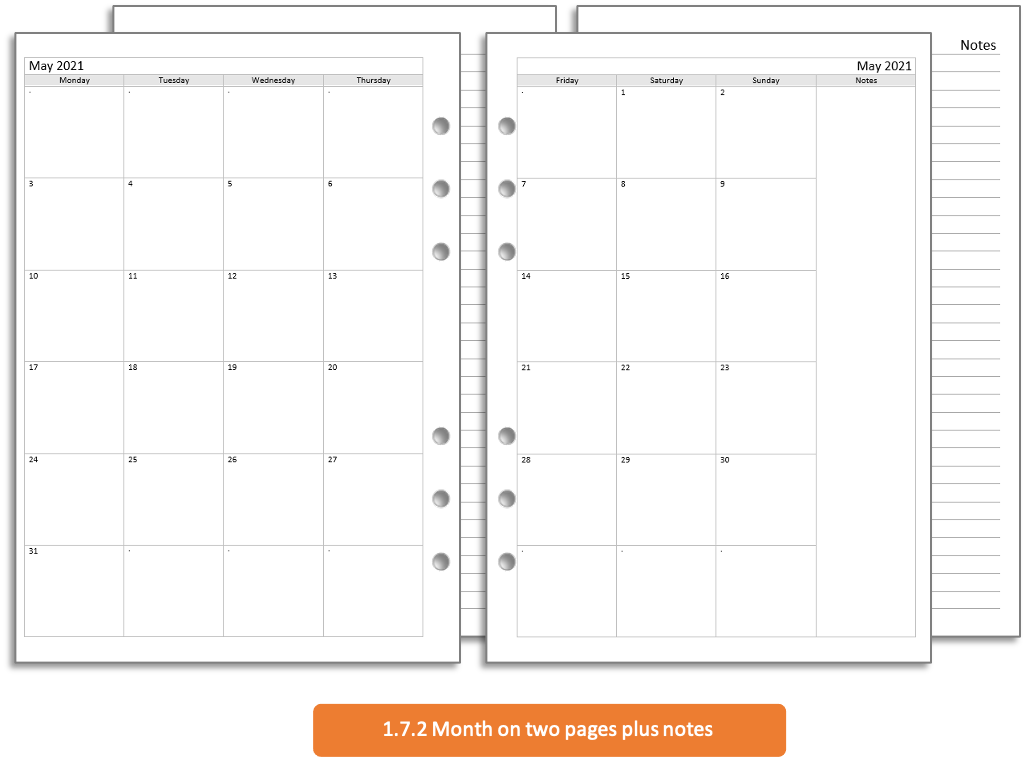 Notes
May 2021
Monday Tuesday Wednesday Thursday
. . . .
3 4 5 6
10 11 12 13
17 18 19 20
24 25 26 27
31 . . .
May 2021
Friday Saturday Sunday Notes
. 1 2
7 8 9
14 15 16
21 22 23
28 29 30
. . .
1.7.2 Month on two pages plus notes